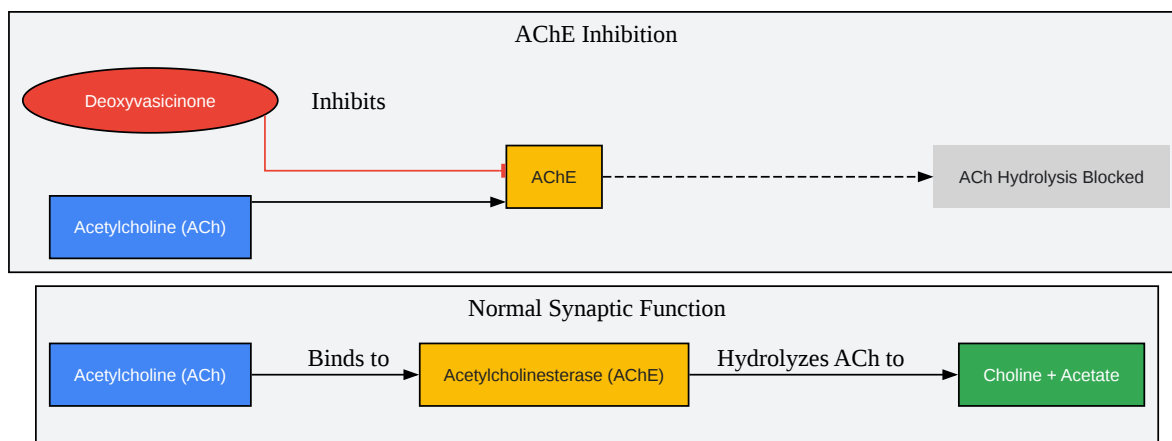 AChE Inhibition
Deoxyvasicinone
Inhibits
AChE
ACh Hydrolysis Blocked
Acetylcholine (ACh)
Normal Synaptic Function
Acetylcholine (ACh)
Binds to
Acetylcholinesterase (AChE)
Hydrolyzes ACh to
Choline + Acetate